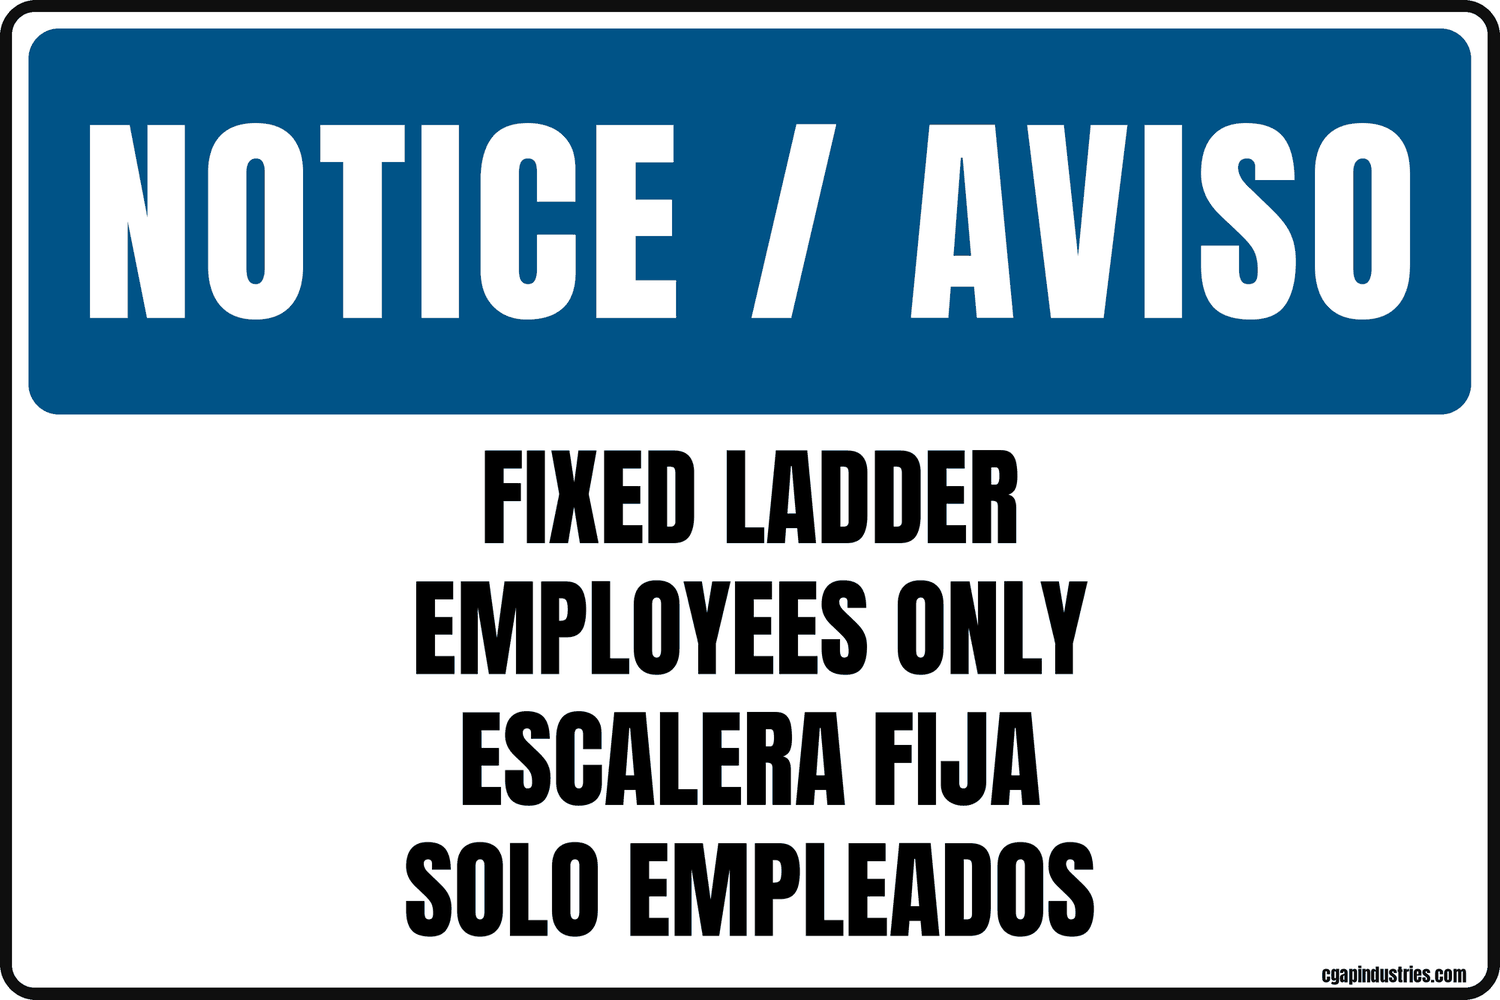 NOTICE / AVISO
FIXED LADDER
EMPLOYEES ONLY
ESCALERA FIJA
SOLO EMPLEADOS
cgapindustries.com